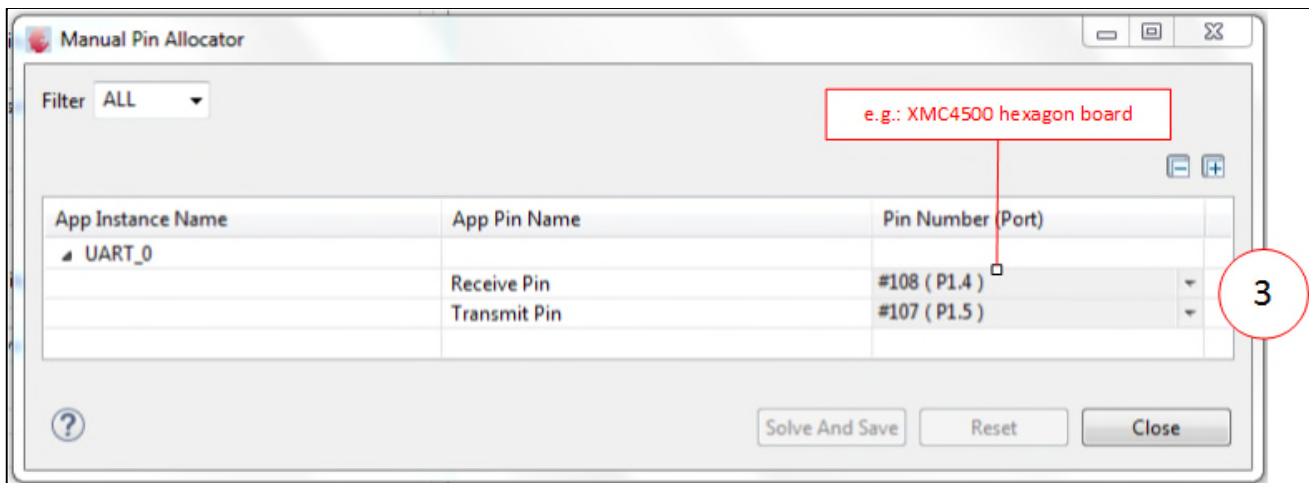 Manual Pin Allocator
Filter ALL
e.g.: XMC4500 hexagon board
App Instance Name App Pin Name Pin Number (Port)
UART_0
Receive Pin #108 ( P1.4 )
Transmit Pin #107 ( P1.5 )
3
? Solve And Save Reset Close